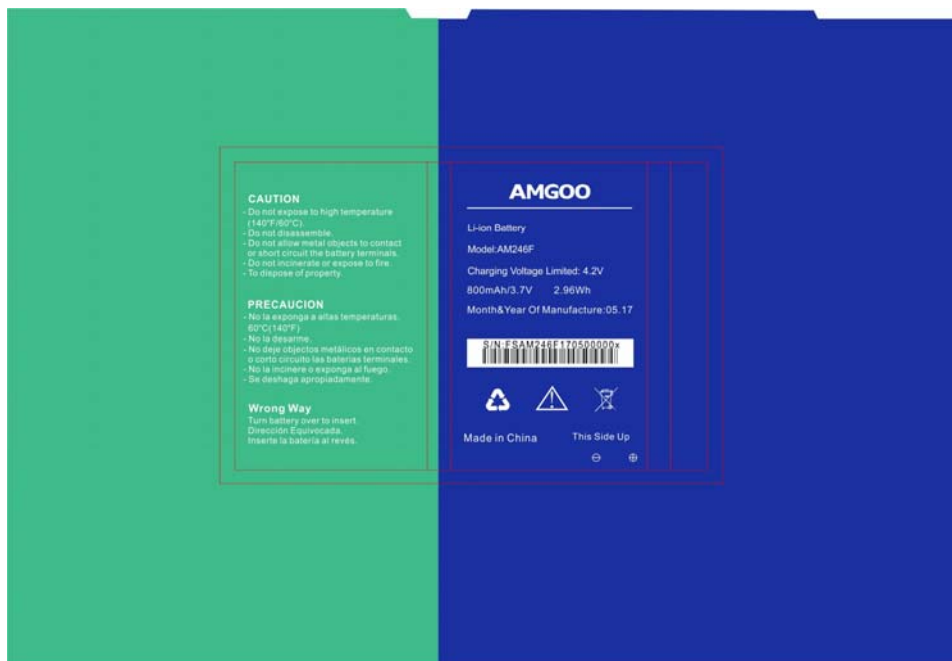 CAUTION
- Do not expose to high temperature
(140°F/60°C).
- Do not disassemble.
- Do not allow metal objects to contact
or short circuit the battery terminals.
- Do not incinerate or expose to fire.
- To dispose of property.
PRECAUCION
- No la exponga a altas temperaturas.
60°C(140°F)
- No la desarme.
- No deje objectos metálicos en contacto
o corto circuito las baterias terminales.
- No la incinere o exponga al fuego.
- Se deshaga apropiadamente.
Wrong Way
Turn battery over to insert.
Dirección Equivocada.
Inserte la batería al revés.
AMGOO
Li-ion Battery
Model:AM246F
Charging Voltage Limited: 4.2V
800mAh/3.7V 2.96Wh
Month&Year Of Manufacture:05.17
S/N:FSAM246F170500000x
Made in China
This Side Up
⊖ ⊕